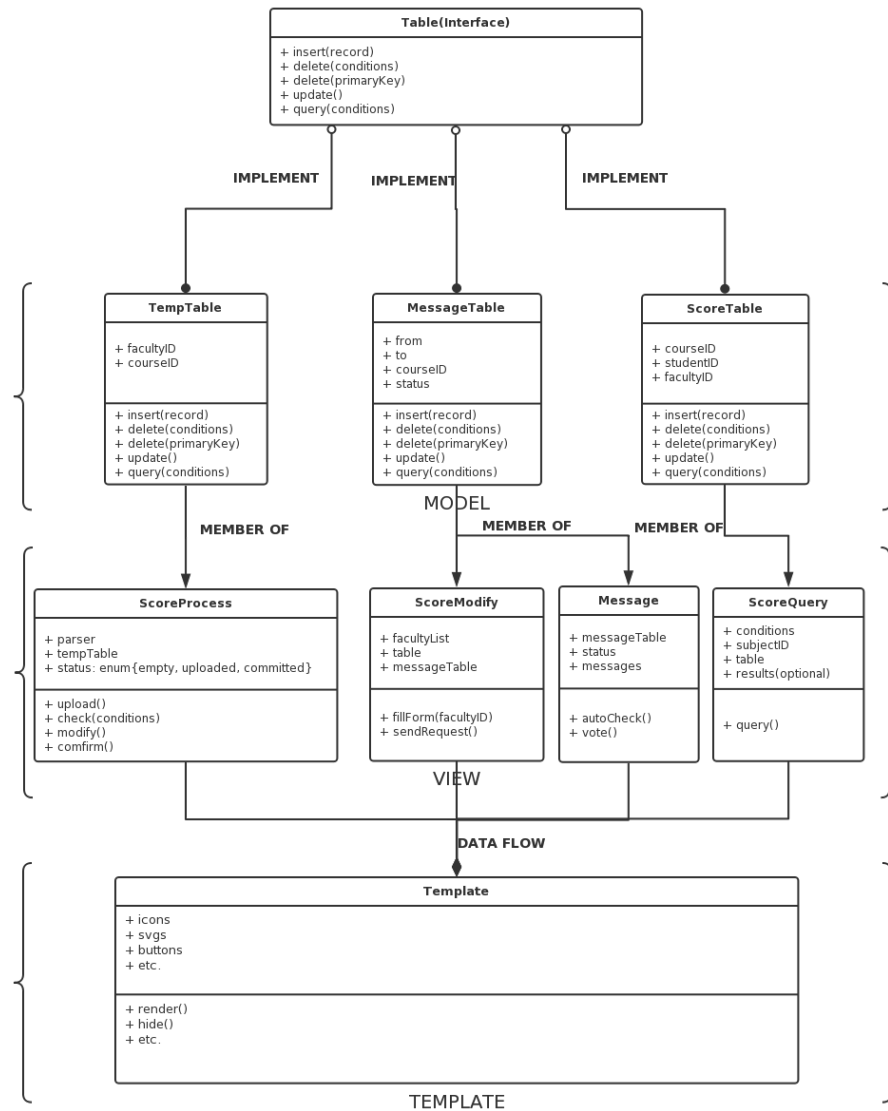 Table(Interface)
+ insert(record)
+ delete(conditions)
+ delete(primaryKey)
+ update()
+ query(conditions)
IMPLEMENT
IMPLEMENT
IMPLEMENT
TempTable
+ facultyID
+ courseID
+ insert(record)
+ delete(conditions)
+ delete(primaryKey)
+ update()
+ query(conditions)
MessageTable
+ from
+ to
+ courseID
+ status
+ insert(record)
+ delete(conditions)
+ delete(primaryKey)
+ update()
+ query(conditions)
ScoreTable
+ courseID
+ studentID
+ facultyID
+ insert(record)
+ delete(conditions)
+ delete(primaryKey)
+ update()
+ query(conditions)
MODEL
MEMBER OF
MEMBER OF
MEMBER OF
ScoreProcess
+ parser
+ tempTable
+ status: enum{empty, uploaded, committed}
+ upload()
+ check(conditions)
+ modify()
+ comfirm()
ScoreModify
+ facultyList
+ table
+ messageTable
+ fillForm(facultyID)
+ sendRequest()
Message
+ messageTable
+ status
+ messages
+ autoCheck()
+ vote()
ScoreQuery
+ conditions
+ subjectID
+ table
+ results(optional)
+ query()
VIEW
DATA FLOW
Template
+ icons
+ svgs
+ buttons
+ etc.
+ render()
+ hide()
+ etc.
TEMPLATE